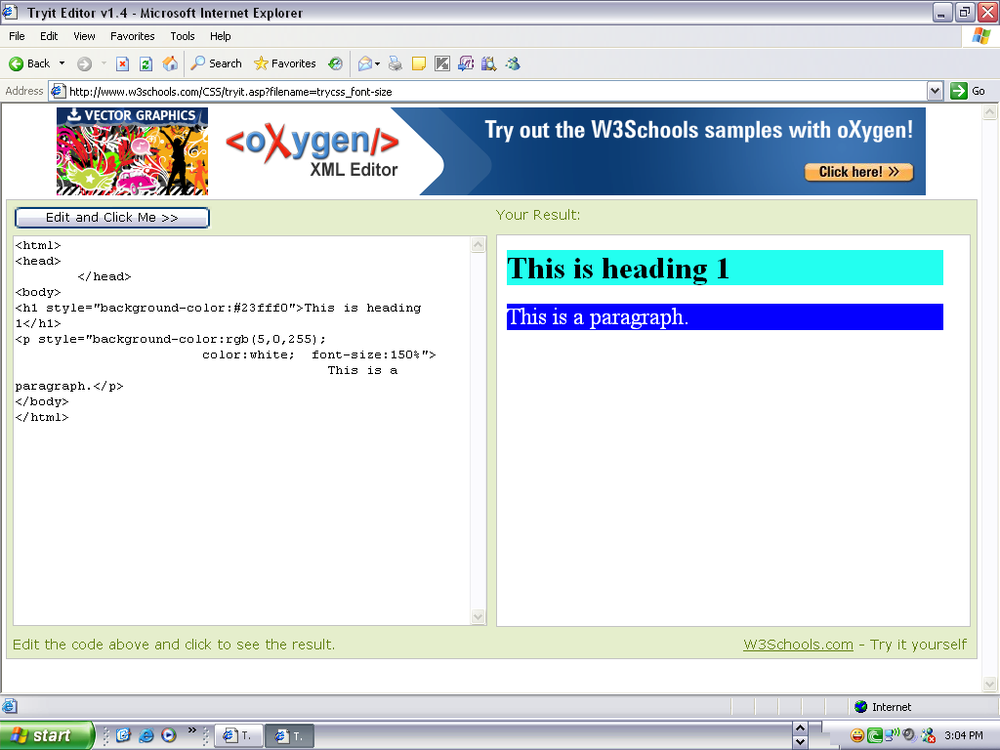 Tryit Editor v1.4 - Microsoft Internet Explorer
File Edit View Favorites Tools Help
Back Search Favorites
Address http://www.w3schools.com/CSS/tryit.asp?filename=trycss_font-size Go
VECTOR GRAPHICS
<oXygen/>
XML Editor
Try out the W3Schools samples with oXygen!
Click here! >>
Edit and Click Me >>
Your Result:
<html>
<head>
</head>
<body>
<h1 style="background-color:#23fff0">This is heading
1</h1>
<p style="background-color:rgb(5,0,255);
color:white;  font-size:150%">
This is a
paragraph.</p>
</body>
</html>
This is heading 1
This is a paragraph.
Edit the code above and click to see the result.
W3Schools.com - Try it yourself
Internet
start
T.
T.
3:04 PM